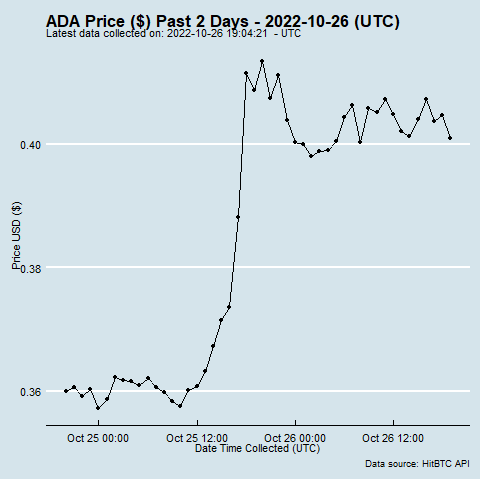 ADA Price ($) Past 2 Days - 2022-10-26 (UTC)
Latest data collected on: 2022-10-26 19:04:21 - UTC
Price USD ($)
0.40
0.38
0.36
Oct 25 00:00 Oct 25 12:00 Oct 26 00:00 Oct 26 12:00
Date Time Collected (UTC)
Data source: HitBTC API